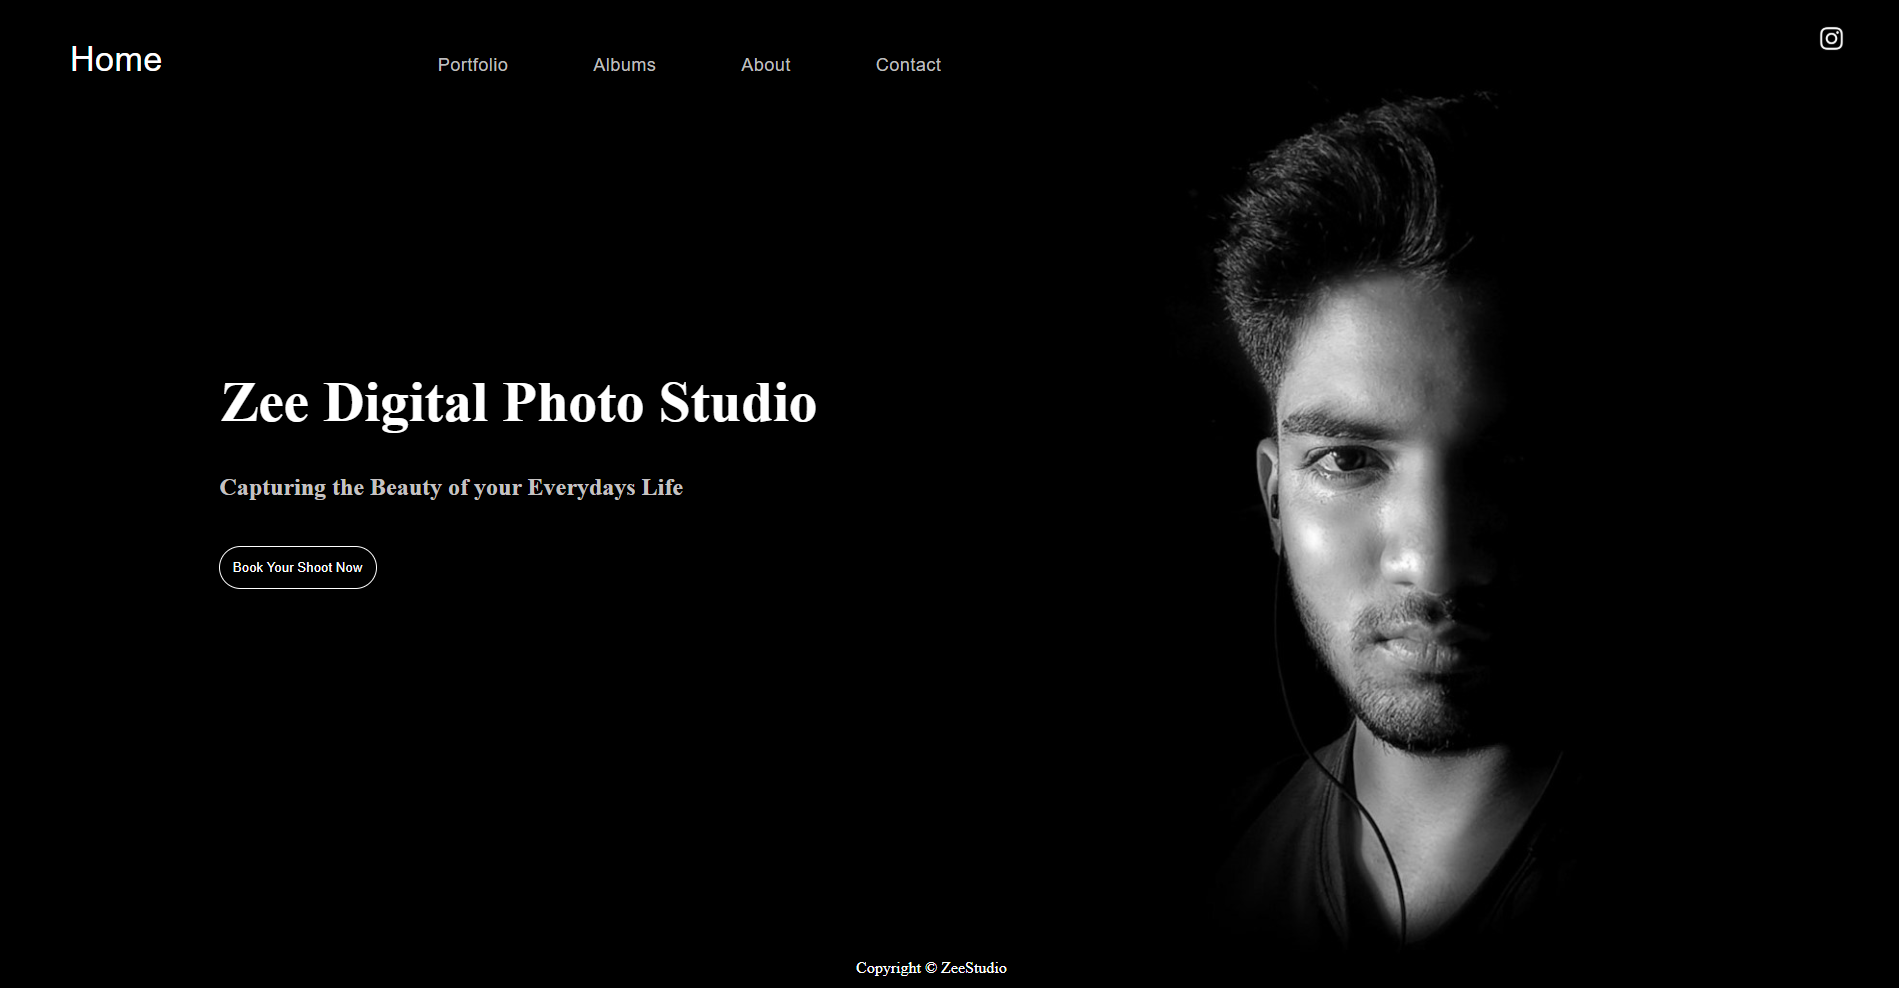 Home Portfolio Albums About Contact
Zee Digital Photo Studio
Capturing the Beauty of your Everydays Life
Book Your Shoot Now
Copyright © ZeeStudio